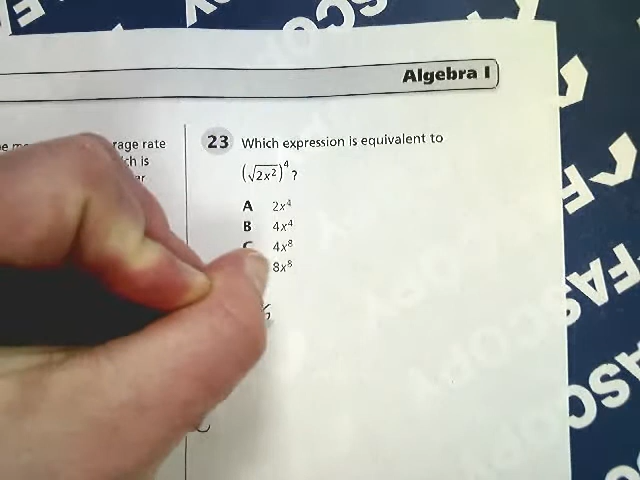 Algebra I
rage rate
ch is
23 Which expression is equivalent to
(√2x²)⁴?
A 2x⁴
B 4x⁴
C 4x⁸
8x⁸